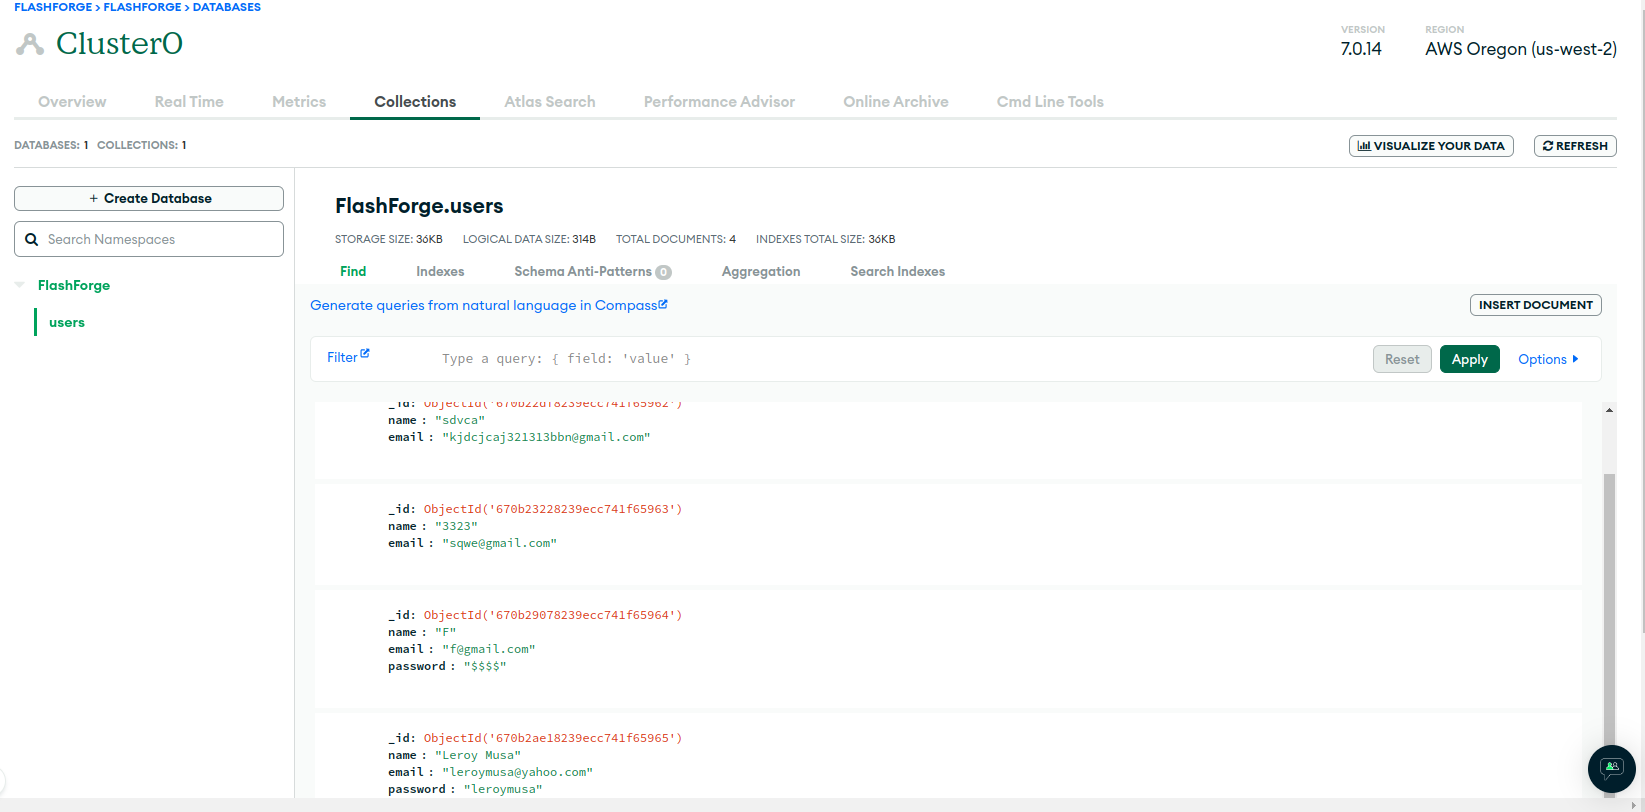 FLASHFORGE > FLASHFORGE > DATABASES
Cluster0
VERSION
7.0.14
REGION
AWS Oregon (us-west-2)
Overview Real Time Metrics Collections Atlas Search Performance Advisor Online Archive Cmd Line Tools
DATABASES: 1 COLLECTIONS: 1
VISUALIZE YOUR DATA
REFRESH
+ Create Database
Search Namespaces
FlashForge
users
FlashForge.users
STORAGE SIZE: 36KB LOGICAL DATA SIZE: 314B TOTAL DOCUMENTS: 4 INDEXES TOTAL SIZE: 36KB
Find Indexes Schema Anti-Patterns 0 Aggregation Search Indexes
Generate queries from natural language in Compass
INSERT DOCUMENT
Filter
Type a query: { field: 'value' }
Reset
Apply
Options
_id: ObjectId('670b22df8239ecc741f65962')
name : "sdvca"
email : "kjdcjcaj321313bbn@gmail.com"
_id: ObjectId('670b23228239ecc741f65963')
name : "3323"
email : "sqwe@gmail.com"
_id: ObjectId('670b29078239ecc741f65964')
name : "F"
email : "f@gmail.com"
password : "$$$$"
_id: ObjectId('670b2ae18239ecc741f65965')
name : "Leroy Musa"
email : "leroymusa@yahoo.com"
password : "leroymusa"